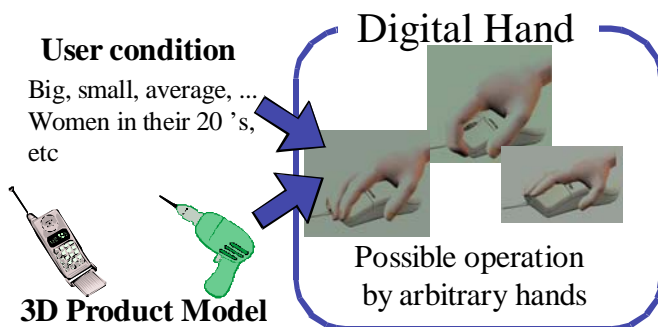 User condition
Big, small, average, ...
Women in their 20 's,
etc
3D Product Model
Digital Hand
Possible operation
by arbitrary hands